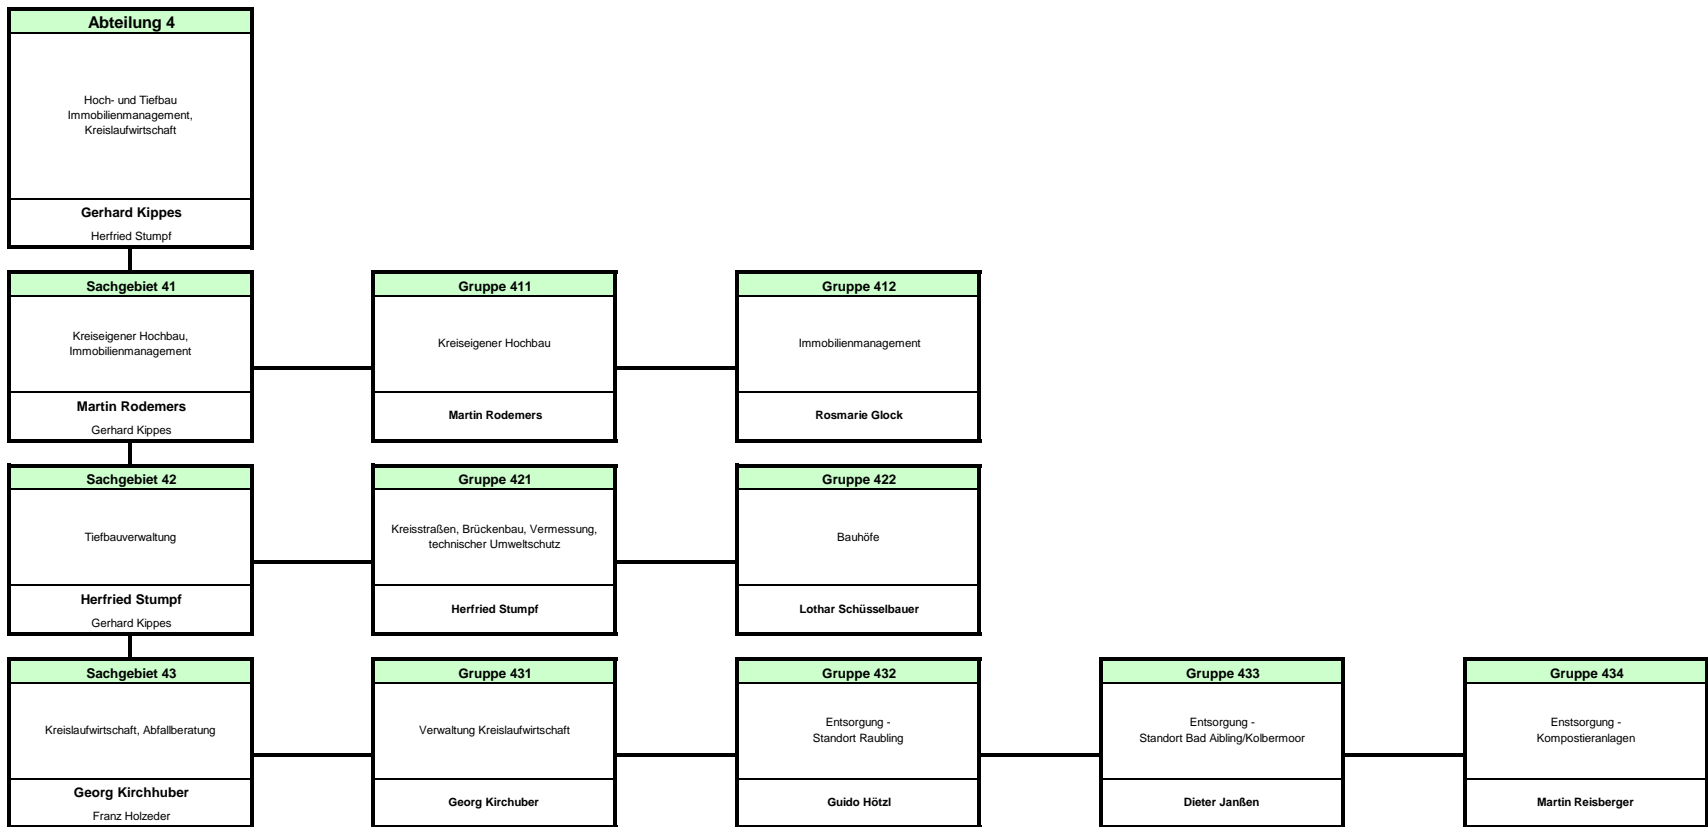 Abteilung 4
Hoch- und Tiefbau
Immobilienmanagement,
Kreislaufwirtschaft
Gerhard Kippes
Herfried Stumpf
Sachgebiet 41
Kreiseigener Hochbau,
Immobilienmanagement
Martin Rodemers
Gerhard Kippes
Gruppe 411
Kreiseigener Hochbau
Martin Rodemers
Gruppe 412
Immobilienmanagement
Rosmarie Glock
Sachgebiet 42
Tiefbauverwaltung
Herfried Stumpf
Gerhard Kippes
Gruppe 421
Kreisstraßen, Brückenbau, Vermessung,
technischer Umweltschutz
Herfried Stumpf
Gruppe 422
Bauhöfe
Lothar Schüsselbauer
Sachgebiet 43
Kreislaufwirtschaft, Abfallberatung
Georg Kirchhuber
Franz Holzeder
Gruppe 431
Verwaltung Kreislaufwirtschaft
Georg Kirchuber
Gruppe 432
Entsorgung -
Standort Raubling
Guido Hötzl
Gruppe 433
Entsorgung -
Standort Bad Aibling/Kolbermoor
Dieter Janßen
Gruppe 434
Enstsorgung -
Kompostieranlagen
Martin Reisberger